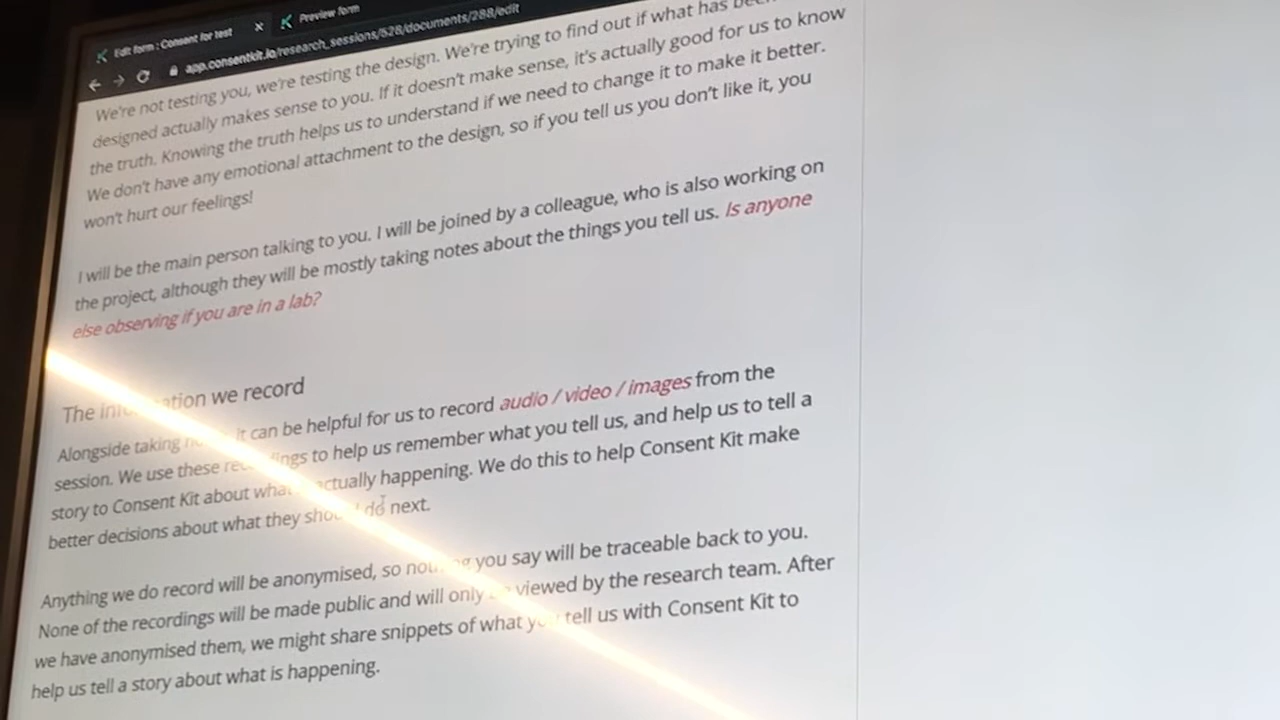 Edit form : Consent for test
Preview form
app.consentkit.io/research_sessions/528/documents/288/edit
We're not testing you, we're testing the design. We're trying to find out if what has
designed actually makes sense to you. If it doesn't make sense, it's actually good for us to know
the truth. Knowing the truth helps us to understand if we need to change it to make it better.
We don't have any emotional attachment to the design, so if you tell us you don't like it, you
won't hurt our feelings!
I will be the main person talking to you. I will be joined by a colleague, who is also working on
the project, although they will be mostly taking notes about the things you tell us. Is anyone
else observing if you are in a lab?
The we record
Alongside taking it can be helpful for us to record audio / video / images from the
session. We use these to help us remember what you tell us, and help us to tell a
story to Consent Kit about actually happening. We do this to help Consent Kit make
better decisions about what they do next.
Anything we do record will be anonymised, so you say will be traceable back to you.
None of the recordings will be made public and will only viewed by the research team. After
we have anonymised them, we might share snippets of what tell us with Consent Kit to
help us tell a story about what is happening.